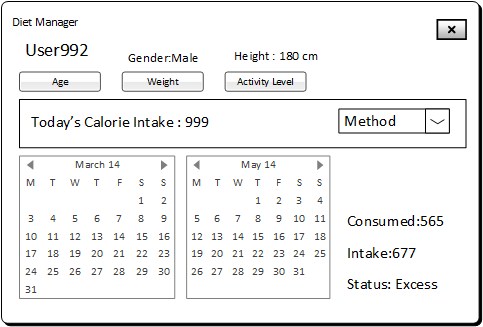 Diet Manager
User992
Gender:Male
Height : 180 cm
Age
Weight
Activity Level
Today's Calorie Intake : 999
Method
March 14
M T W T F S S
1 2
3 4 5 6 7 8 9
10 11 12 13 14 15 16
17 18 19 20 21 22 23
24 25 26 27 28 29 30
31
May 14
M T W T F S S
1 2 3 4
5 6 7 8 9 10 11
12 13 14 15 16 17 18
19 20 21 22 23 24 25
26 27 28 29 30 31
Consumed:565
Intake:677
Status: Excess